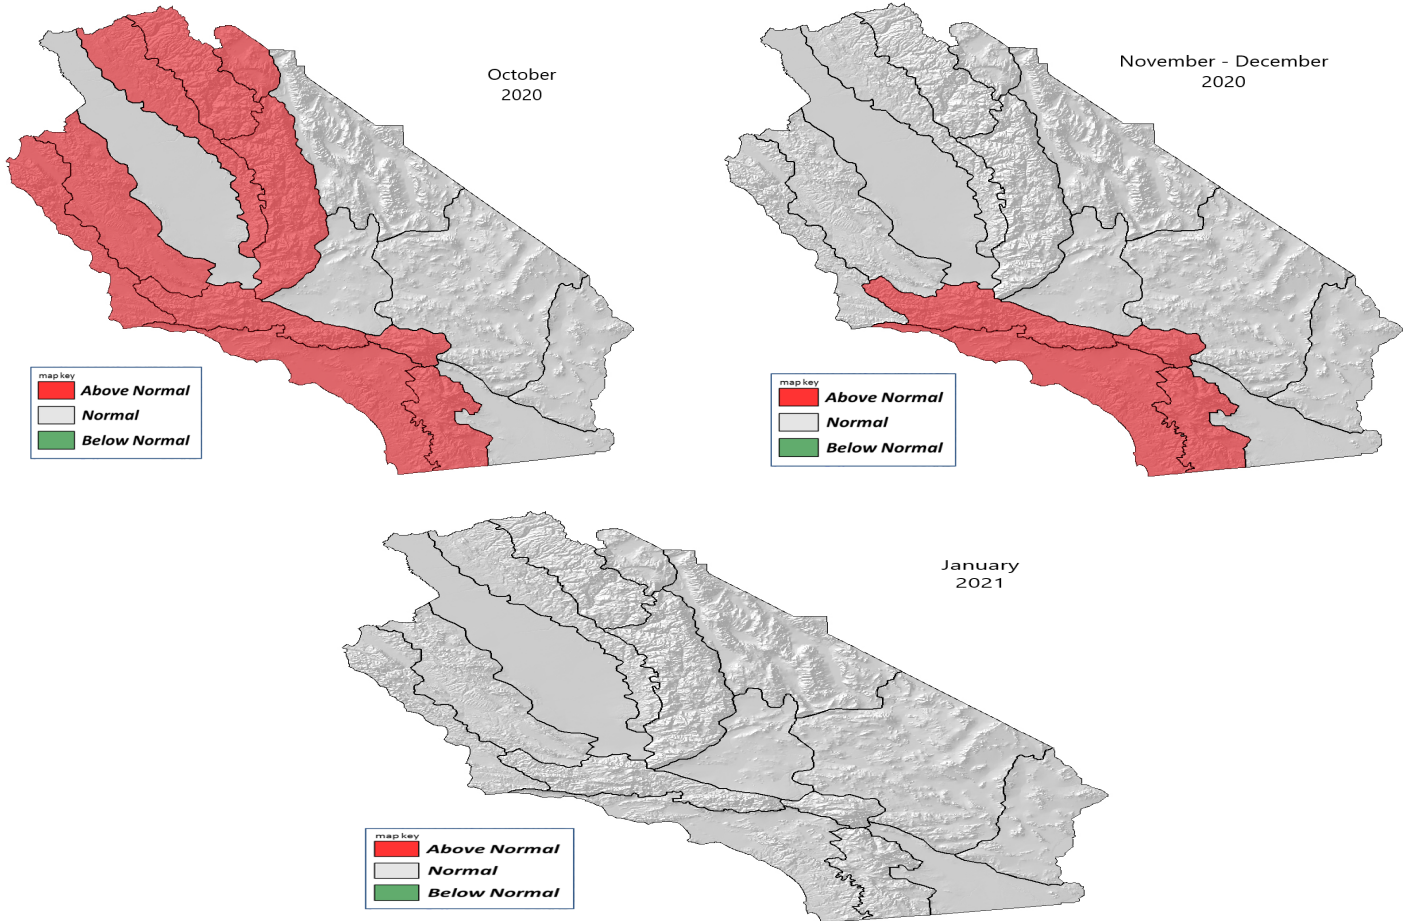 October
2020
November - December
2020
map key
Above Normal
Normal
Below Normal
map key
Above Normal
Normal
Below Normal
January
2021
map key
Above Normal
Normal
Below Normal